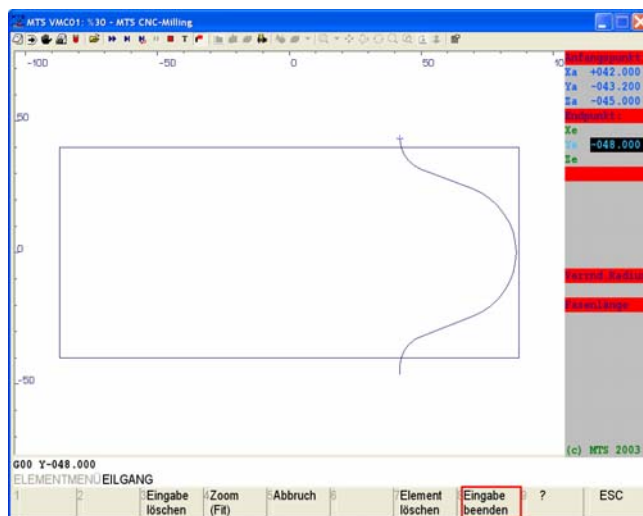 MTS VMC01: %30 - MTS CNC-Milling
T
-100 -50 0 50 10
50
0
-50
Anfangspunkt
Xa +042.000
Ya -043.200
Za -045.000
Endpunkt:
Xe
Ye -048.000
Ze
Verrnd.Radiu
Fasenlänge
(c) MTS 2003
G00 Y-048.000
ELEMENTMENÜ EILGANG
1 2 3 Eingabe löschen 4 Zoom (Fit) 5 Abbruch 6 7 Element löschen 8 Eingabe beenden 9 ? ESC